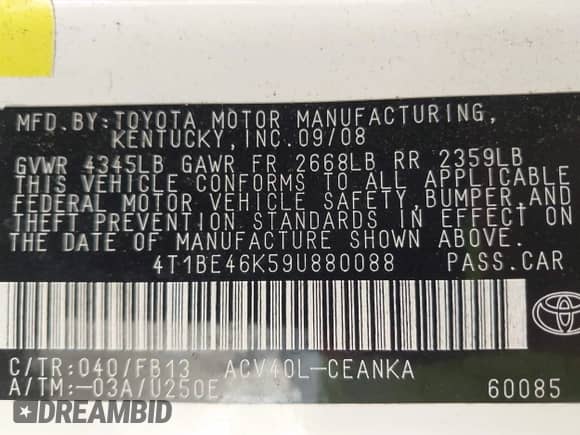 MFD.BY:TOYOTA MOTOR MANUFACTURING,
KENTUCKY, INC. 09/08
GVWR 4345LB GAWR FR 2668LB RR 2359LB
THIS VEHICLE CONFORMS TO ALL APPLICABLE
FEDERAL MOTOR VEHICLE SAFETY, BUMPER, AND
THEFT PREVENTION STANDARDS IN EFFECT ON
THE DATE OF MANUFACTURE SHOWN ABOVE.
4T1BE46K59U880088 PASS.CAR
C/TR:040/FB13 ACV40L-CEANKA
A/TM:-03A/U250E 60085
DREAMBID